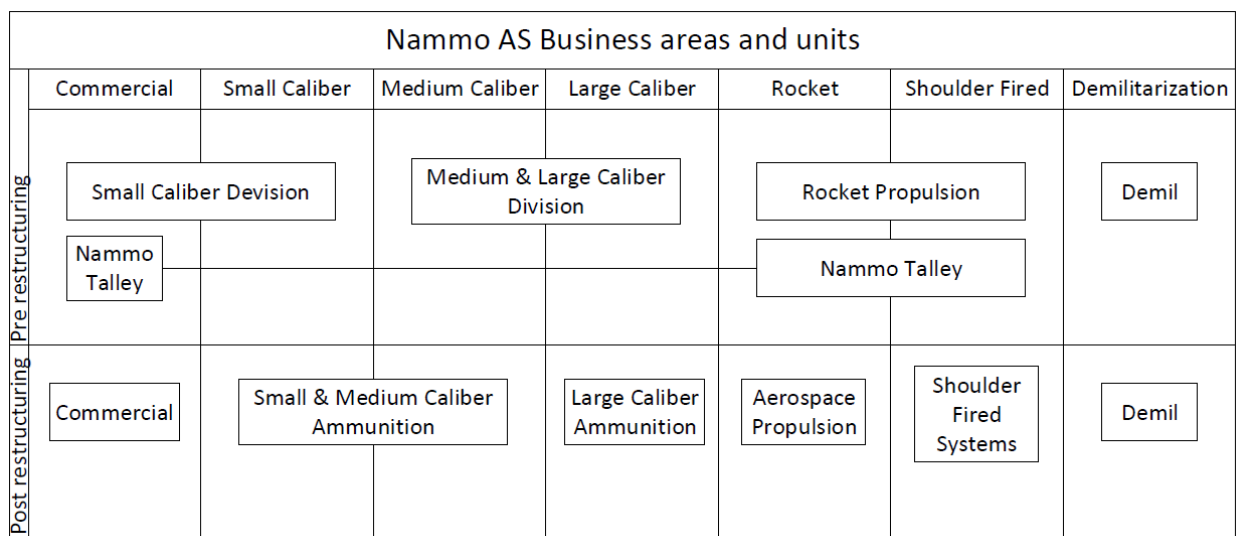 Nammo AS Business areas and units
Commercial
Small Caliber
Medium Caliber
Large Caliber
Rocket
Shoulder Fired
Demilitarization
Pre restructuring
Small Caliber Devision
Medium & Large Caliber
Division
Rocket Propulsion
Demil
Nammo
Talley
Nammo Talley
Post restructuring
Commercial
Small & Medium Caliber
Ammunition
Large Caliber
Ammunition
Aerospace
Propulsion
Shoulder
Fired
Systems
Demil